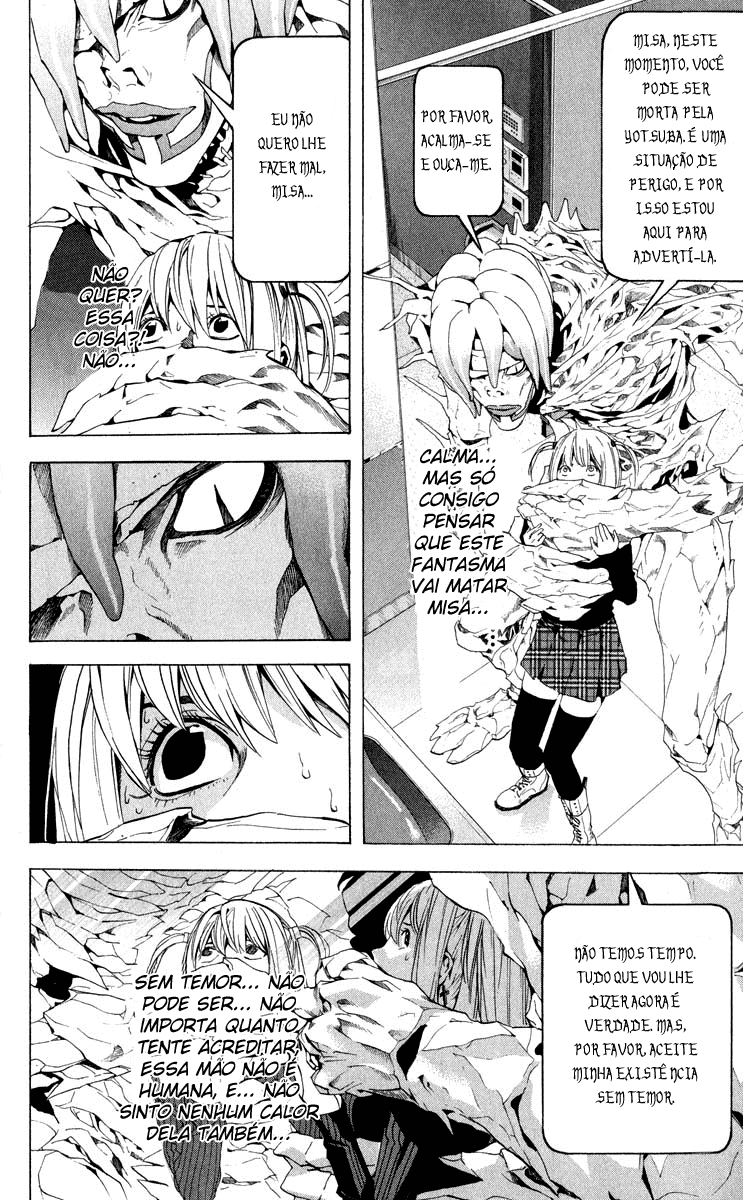 MISA, NESTE
MOMENTO, VOCÊ
PODE SER
MORTA PELA
YOTSUBA. É UMA
SITUAÇÃO DE
PERIGO, E POR
ISSO ESTOU
AQUI PARA
ADVERTÍ-LA.
POR FAVOR,
ACALMA-SE
E OUÇA-ME.
CALMA...
MAS SÓ
CONSIGO
PENSAR
QUE ESTE
FANTASMA
VAI MATAR
MISA...
EU NÃO
QUERO LHE
FAZER MAL,
MISA...
NÃO
QUER?
ESSA
COISA?!
NÃO...
NÃO TEMOS TEMPO.
TUDO QUE VOU LHE
DIZER AGORA É
VERDADE. MAS,
POR FAVOR, ACEITE
MINHA EXISTÊNCIA
SEM TEMOR.
SEM TEMOR... NÃO
PODE SER... NÃO
IMPORTA QUANTO
TENTE ACREDITAR,
ESSA MÃO NÃO É
HUMANA, E... NÃO
SINTO NENHUM CALOR
DELA TAMBÉM...